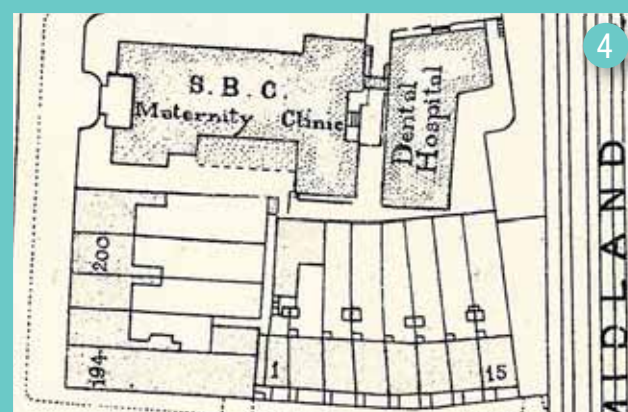 4
S. B. C.
Maternity Clinic
Dental
Hospital
MIDLAND
200
194
1
15